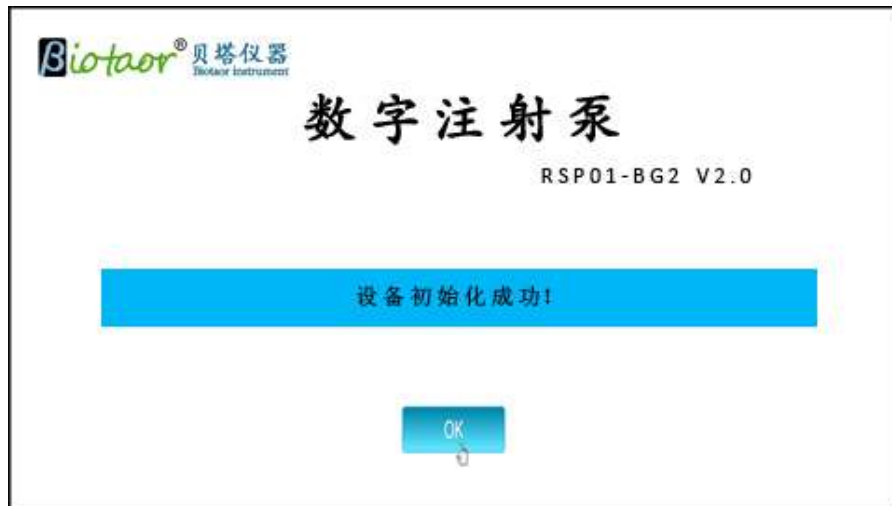 Biotaor® 贝塔仪器
Biotaor instrument
数字注射泵
RSP01-BG2 V2.0
设备初始化成功!
OK